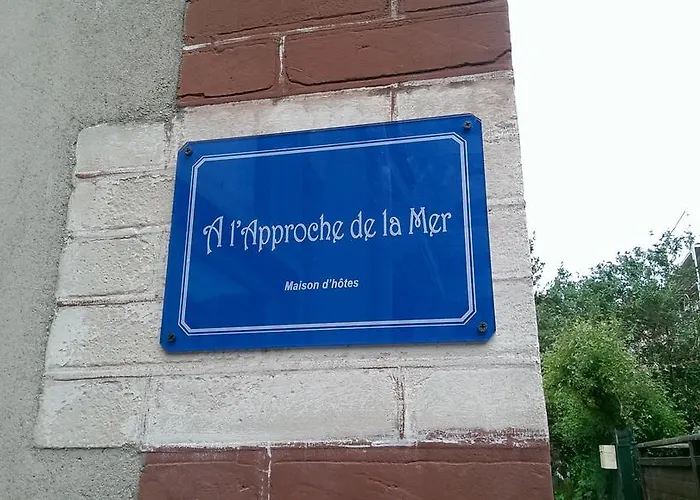 A l'Approche de la Mer
Maison d'hôtes